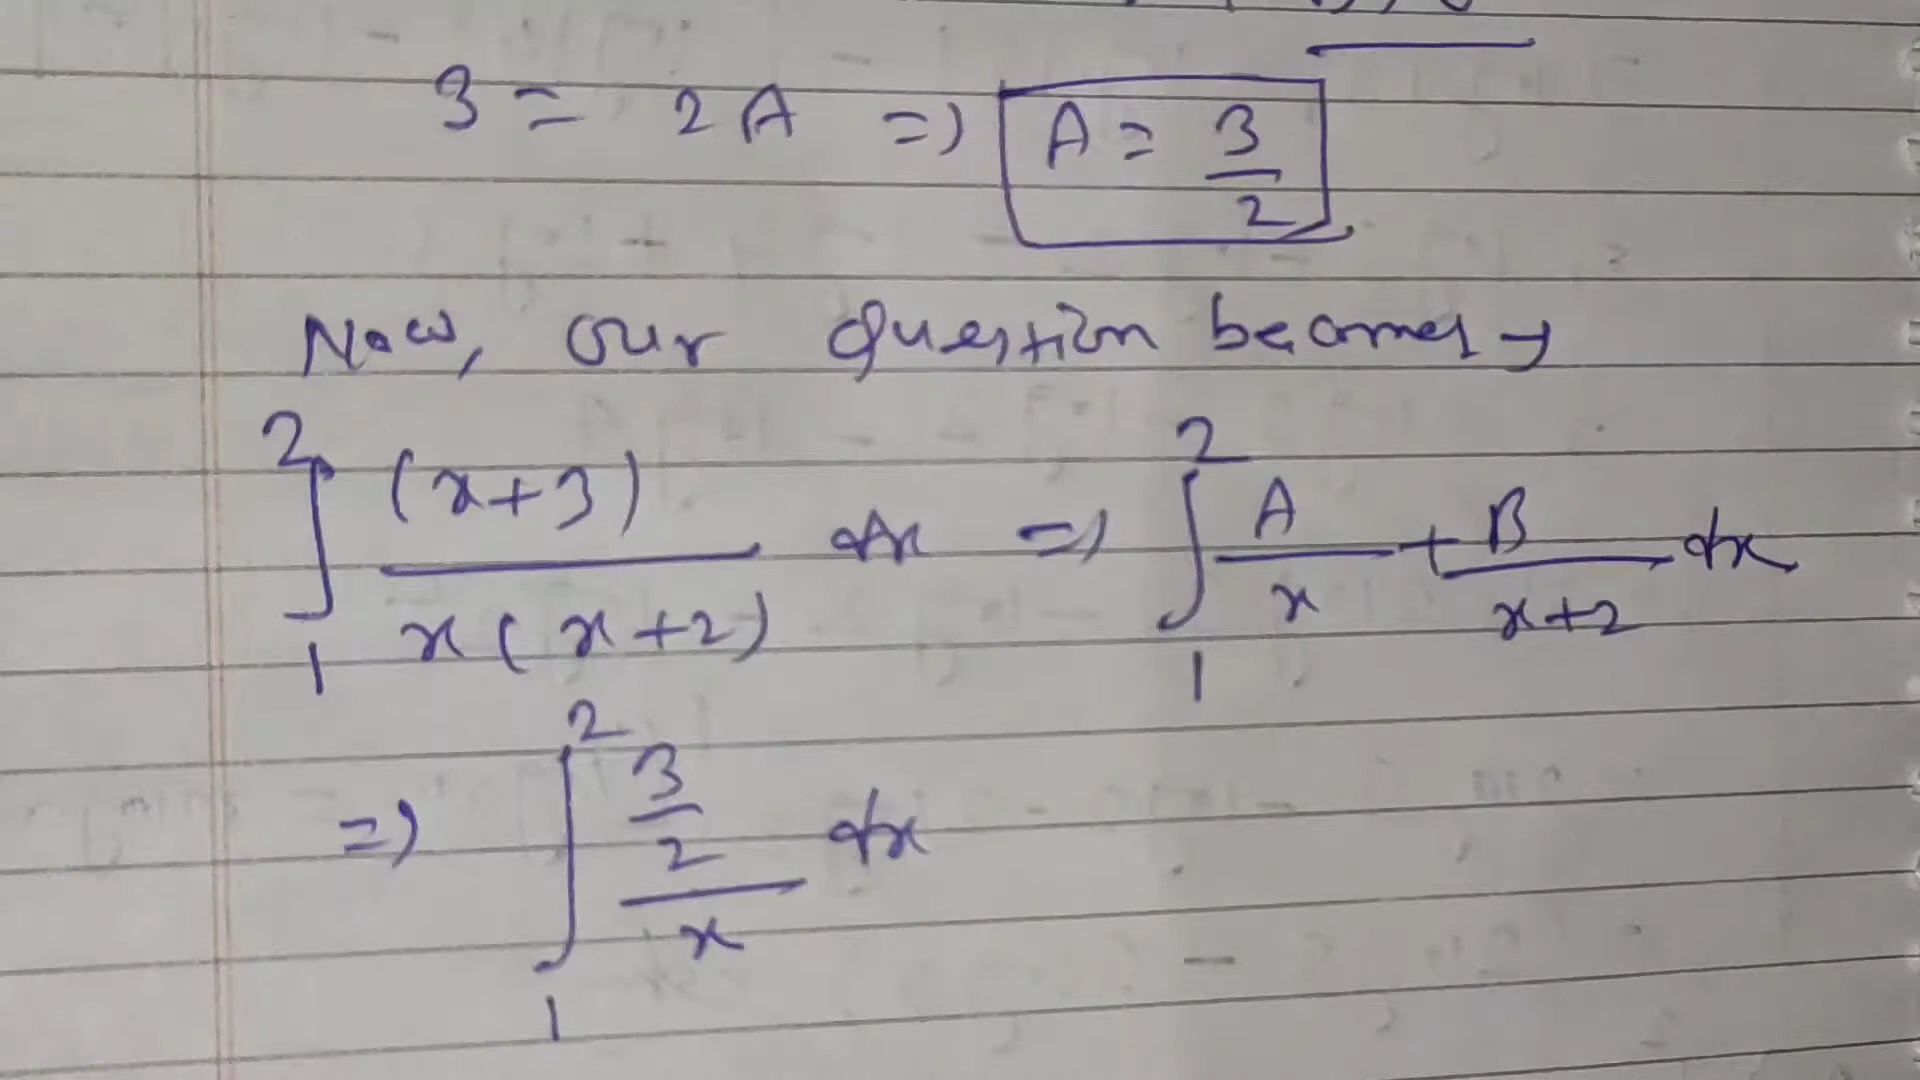 3 = 2A => A = 3/2
Now, our question becomes →
∫₁² (x+3)/x(x+2) dx => ∫₁² A/x + B/x+2 dx
=> ∫₁² 3/2/x dx